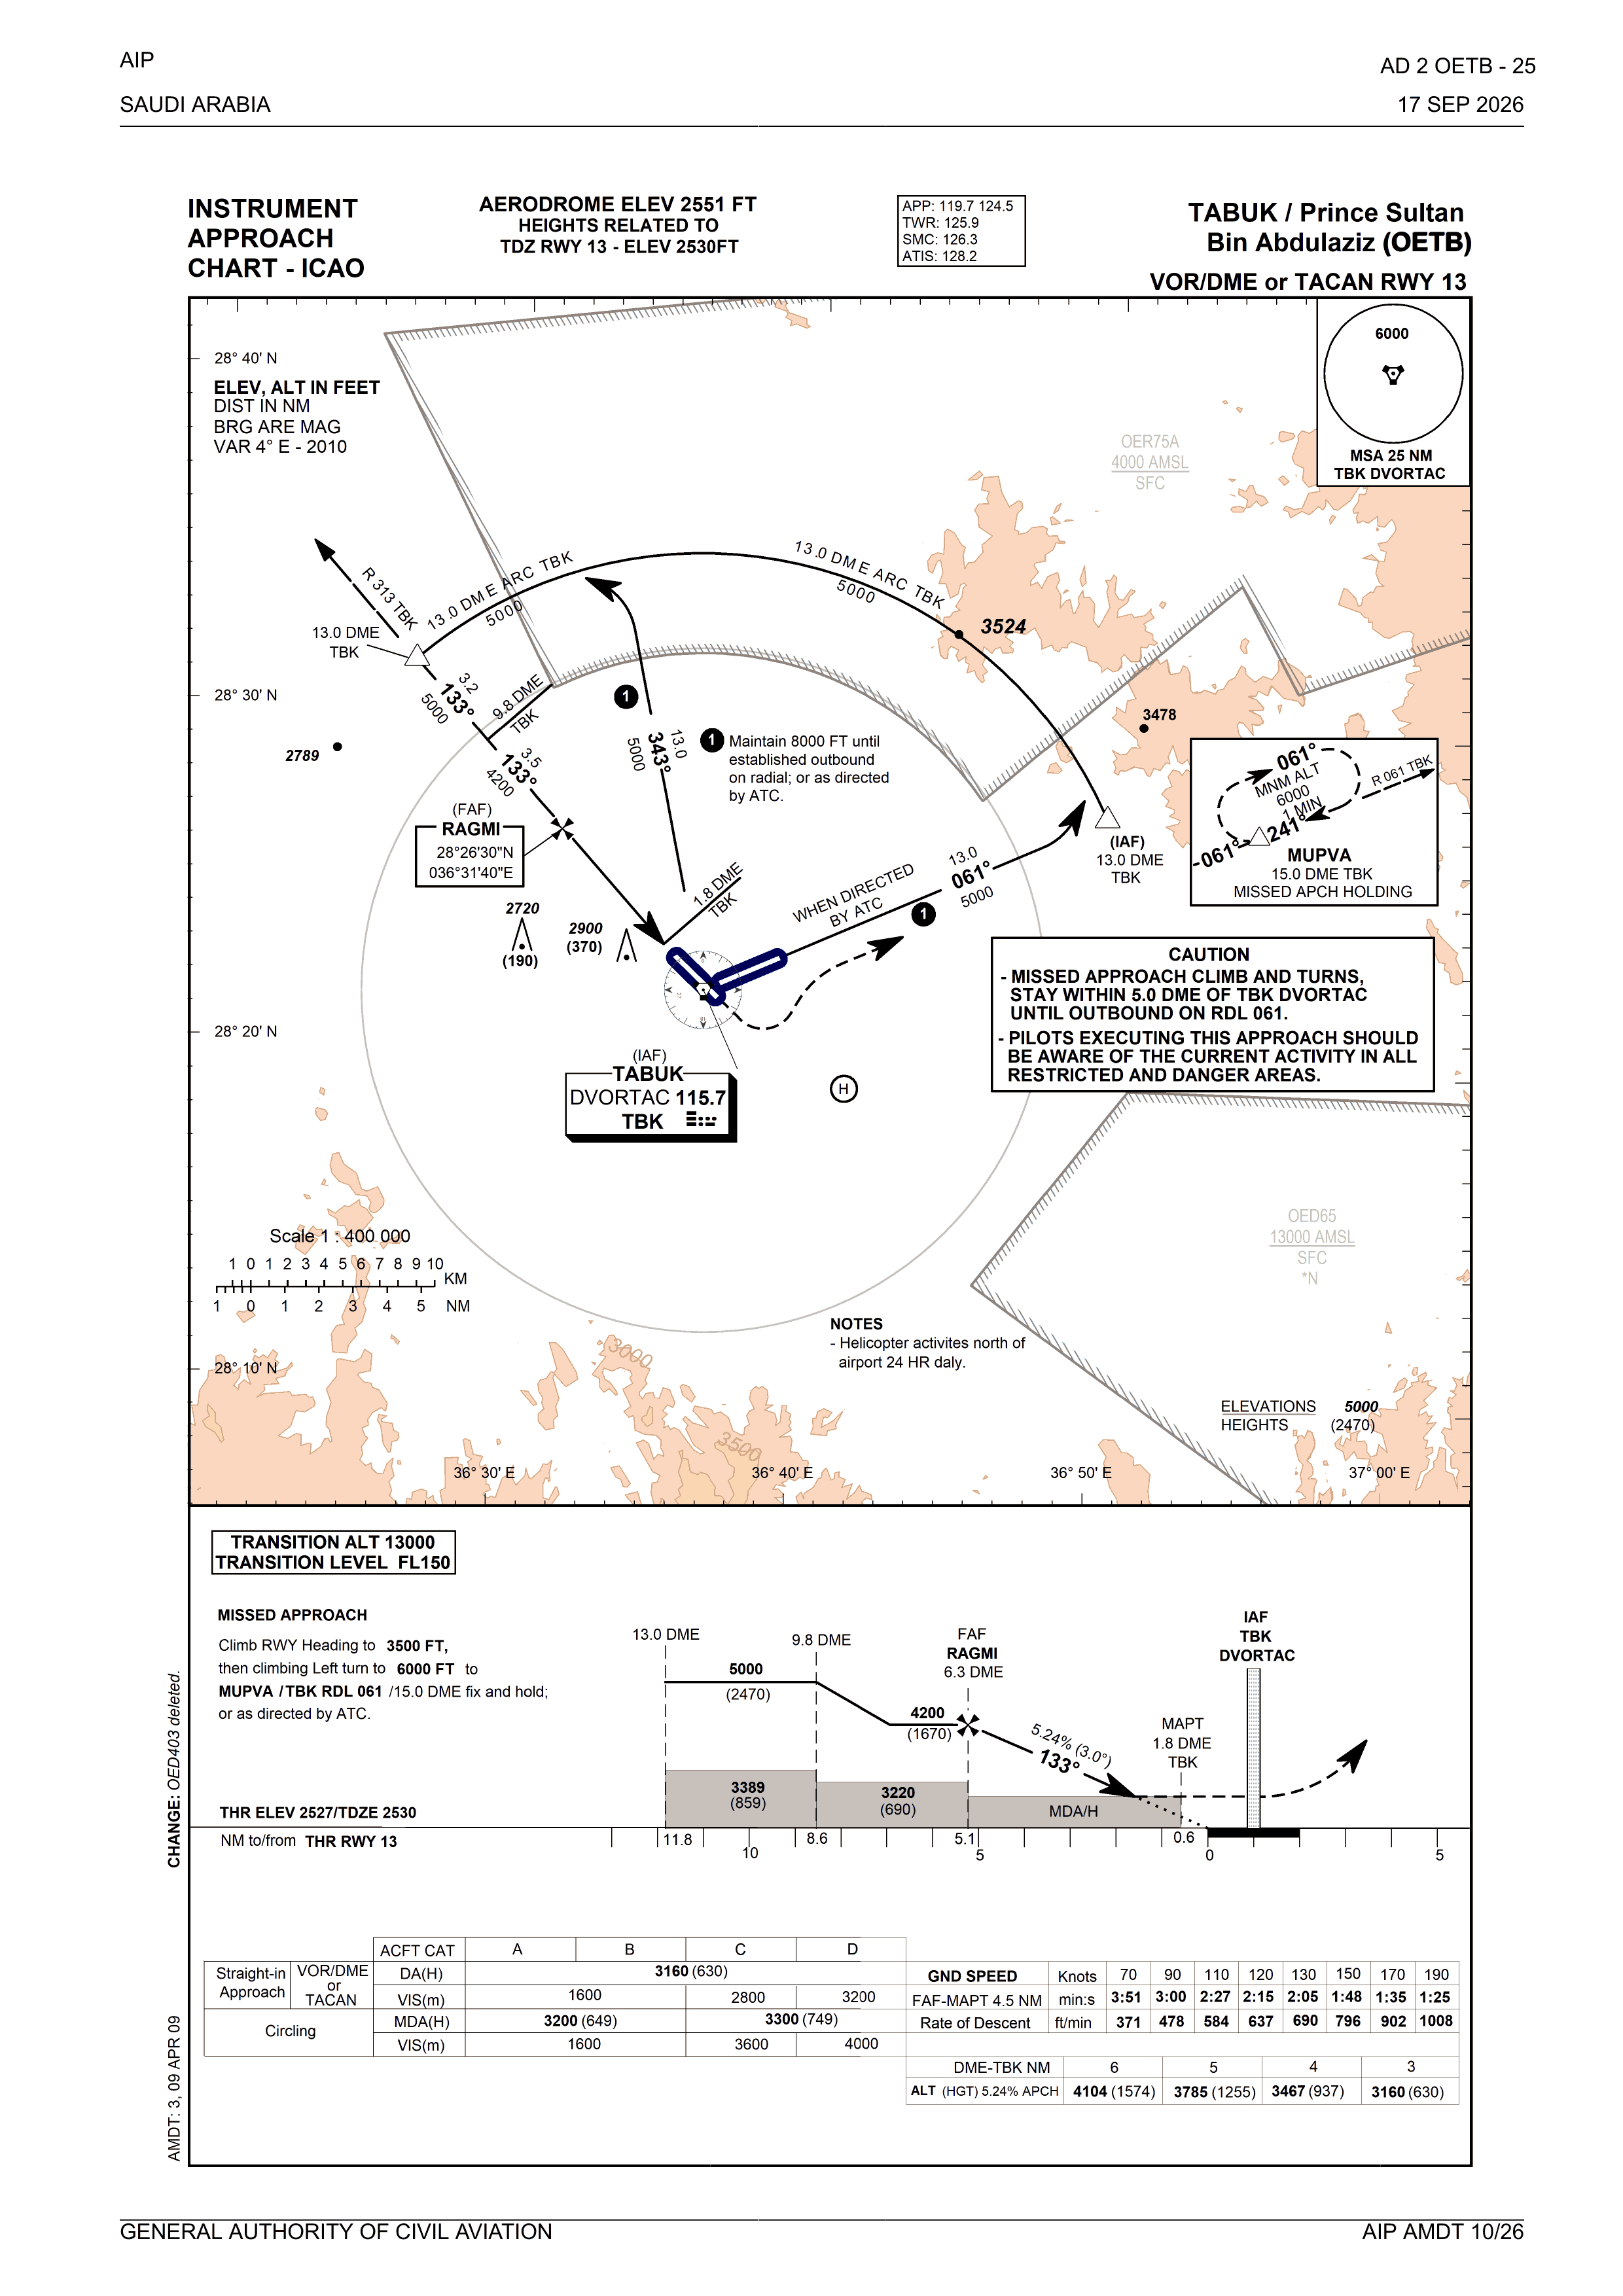 AIP
AD 2 OETB - 25
SAUDI ARABIA
17 SEP 2026
INSTRUMENT
APPROACH
CHART - ICAO
AERODROME ELEV 2551 FT
HEIGHTS RELATED TO
TDZ RWY 13 - ELEV 2530FT
APP: 119.7 124.5
TWR: 125.9
SMC: 126.3
ATIS: 128.2
TABUK / Prince Sultan
Bin Abdulaziz (OETB)
VOR/DME or TACAN RWY 13
6000
MSA 25 NM
TBK DVORTAC
28° 40' N
ELEV, ALT IN FEET
DIST IN NM
BRG ARE MAG
VAR 4° E - 2010
OER75A
4000 AMSL
SFC
R 313 TBK
13.0 DME ARC TBK
5000
13.0 DME ARC TBK
5000
3524
13.0 DME
TBK
3.2
133°
5000
9.8 DME
TBK
28° 30' N
2789
3478
1
343°
13.0
5000
1 Maintain 8000 FT until
established outbound
on radial; or as directed
by ATC.
3.5
133°
4200
(FAF)
RAGMI
28°26'30"N
036°31'40"E
061°
MNM ALT
6000
1 MIN
241°
R 061 TBK
061°
MUPVA
15.0 DME TBK
MISSED APCH HOLDING
(IAF)
13.0 DME
TBK
1.8 DME
TBK
WHEN DIRECTED
BY ATC
13.0
061°
5000
1
2720
(190)
2900
(370)
CAUTION
- MISSED APPROACH CLIMB AND TURNS,
STAY WITHIN 5.0 DME OF TBK DVORTAC
UNTIL OUTBOUND ON RDL 061.
- PILOTS EXECUTING THIS APPROACH SHOULD
BE AWARE OF THE CURRENT ACTIVITY IN ALL
RESTRICTED AND DANGER AREAS.
28° 20' N
(IAF)
TABUK
DVORTAC 115.7
TBK
H
OED65
13000 AMSL
SFC
*N
Scale 1 : 400 000
1 0 1 2 3 4 5 6 7 8 9 10
KM
1 0 1 2 3 4 5 NM
NOTES
- Helicopter activites north of
airport 24 HR daly.
28° 10' N
3000
3500
ELEVATIONS 5000
HEIGHTS (2470)
36° 30' E
36° 40' E
36° 50' E
37° 00' E
TRANSITION ALT 13000
TRANSITION LEVEL FL150
MISSED APPROACH
Climb RWY Heading to 3500 FT,
then climbing Left turn to 6000 FT to
MUPVA /TBK RDL 061 /15.0 DME fix and hold;
or as directed by ATC.
13.0 DME
9.8 DME
FAF
RAGMI
6.3 DME
IAF
TBK
DVORTAC
5000
(2470)
4200
(1670)
5.24% (3.0°)
133°
MAPT
1.8 DME
TBK
3389
(859)
3220
(690)
MDA/H
THR ELEV 2527/TDZE 2530
NM to/from THR RWY 13
11.8
10
8.6
5.1
5
0.6
0
5
CHANGE: OED403 deleted.
AMDT: 3, 09 APR 09
ACFT CAT A B C D
Straight-in Approach VOR/DME or TACAN DA(H) 3160 (630)
VIS(m) 1600 2800 3200
Circling MDA(H) 3200 (649) 3300 (749)
VIS(m) 1600 3600 4000
GND SPEED Knots 70 90 110 120 130 150 170 190
FAF-MAPT 4.5 NM min:s 3:51 3:00 2:27 2:15 2:05 1:48 1:35 1:25
Rate of Descent ft/min 371 478 584 637 690 796 902 1008
DME-TBK NM 6 5 4 3
ALT (HGT) 5.24% APCH 4104 (1574) 3785 (1255) 3467 (937) 3160 (630)
GENERAL AUTHORITY OF CIVIL AVIATION
AIP AMDT 10/26